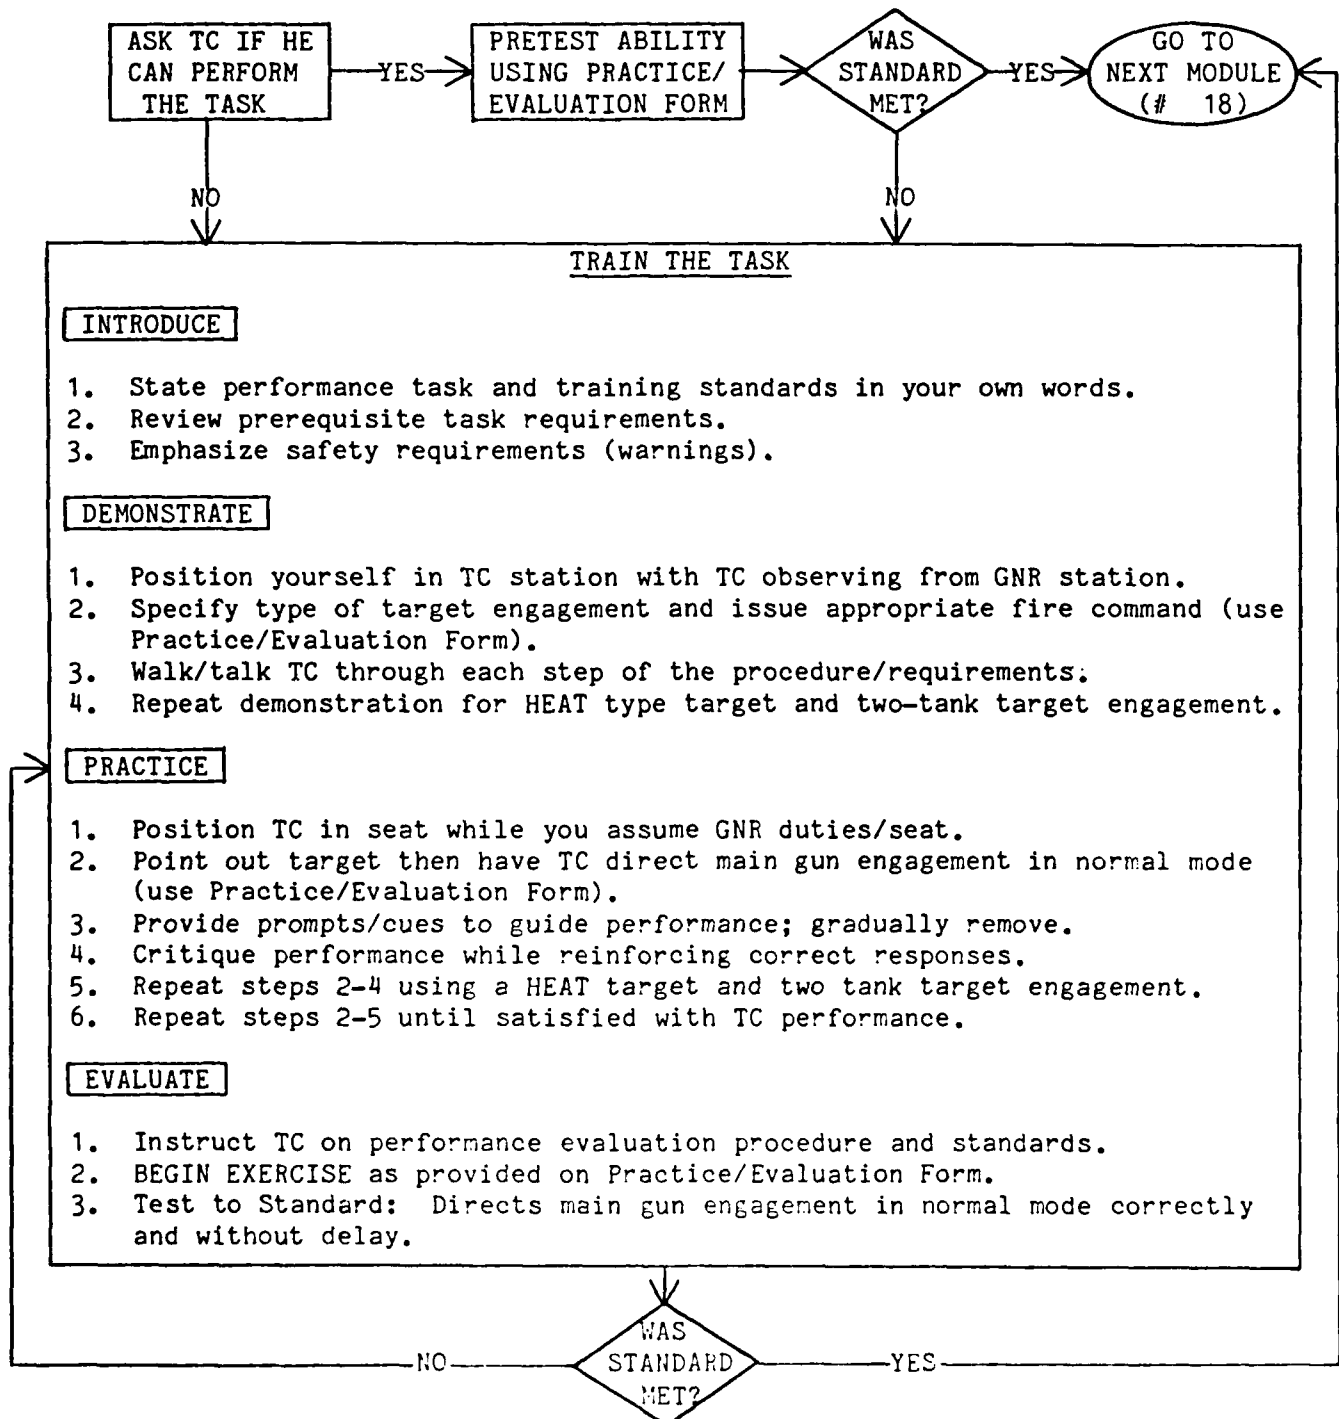 ASK TC IF HE
CAN PERFORM
THE TASK
YES
PRETEST ABILITY
USING PRACTICE/
EVALUATION FORM
WAS
STANDARD
MET?
YES
GO TO
NEXT MODULE
(# 18)
NO
NO
TRAIN THE TASK
INTRODUCE
1. State performance task and training standards in your own words.
2. Review prerequisite task requirements.
3. Emphasize safety requirements (warnings).
DEMONSTRATE
1. Position yourself in TC station with TC observing from GNR station.
2. Specify type of target engagement and issue appropriate fire command (use
Practice/Evaluation Form).
3. Walk/talk TC through each step of the procedure/requirements.
4. Repeat demonstration for HEAT type target and two-tank target engagement.
PRACTICE
1. Position TC in seat while you assume GNR duties/seat.
2. Point out target then have TC direct main gun engagement in normal mode
(use Practice/Evaluation Form).
3. Provide prompts/cues to guide performance; gradually remove.
4. Critique performance while reinforcing correct responses.
5. Repeat steps 2-4 using a HEAT target and two tank target engagement.
6. Repeat steps 2-5 until satisfied with TC performance.
EVALUATE
1. Instruct TC on performance evaluation procedure and standards.
2. BEGIN EXERCISE as provided on Practice/Evaluation Form.
3. Test to Standard: Directs main gun engagement in normal mode correctly
and without delay.
WAS
STANDARD
MET?
NO
YES